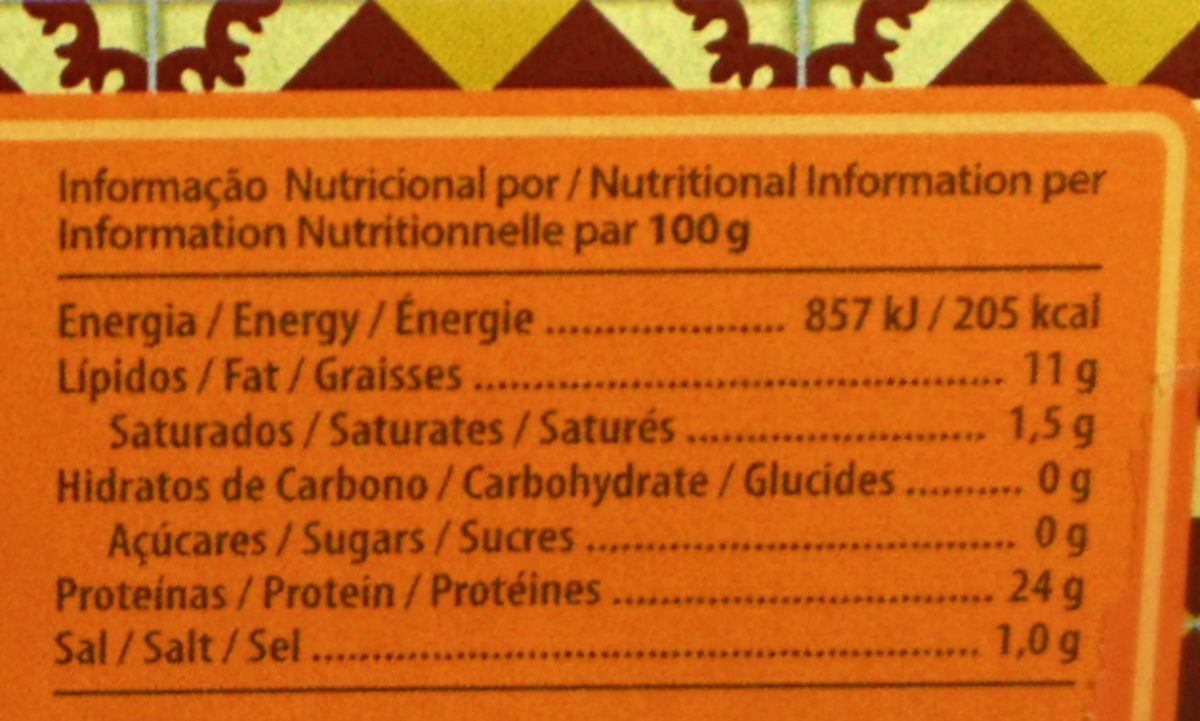 Informação Nutricional por / Nutritional Information per
Information Nutritionnelle par 100 g
Energia / Energy / Énergie .................... 857 kJ / 205 kcal
Lípidos / Fat / Graisses ............................................ 11 g
Saturados / Saturates / Saturés ......................... 1,5 g
Hidratos de Carbono / Carbohydrate / Glucides .......... 0 g
Açúcares / Sugars / Sucres .................................... 0 g
Proteínas / Protein / Protéines ................................ 24 g
Sal / Salt / Sel ....................................................... 1,0 g